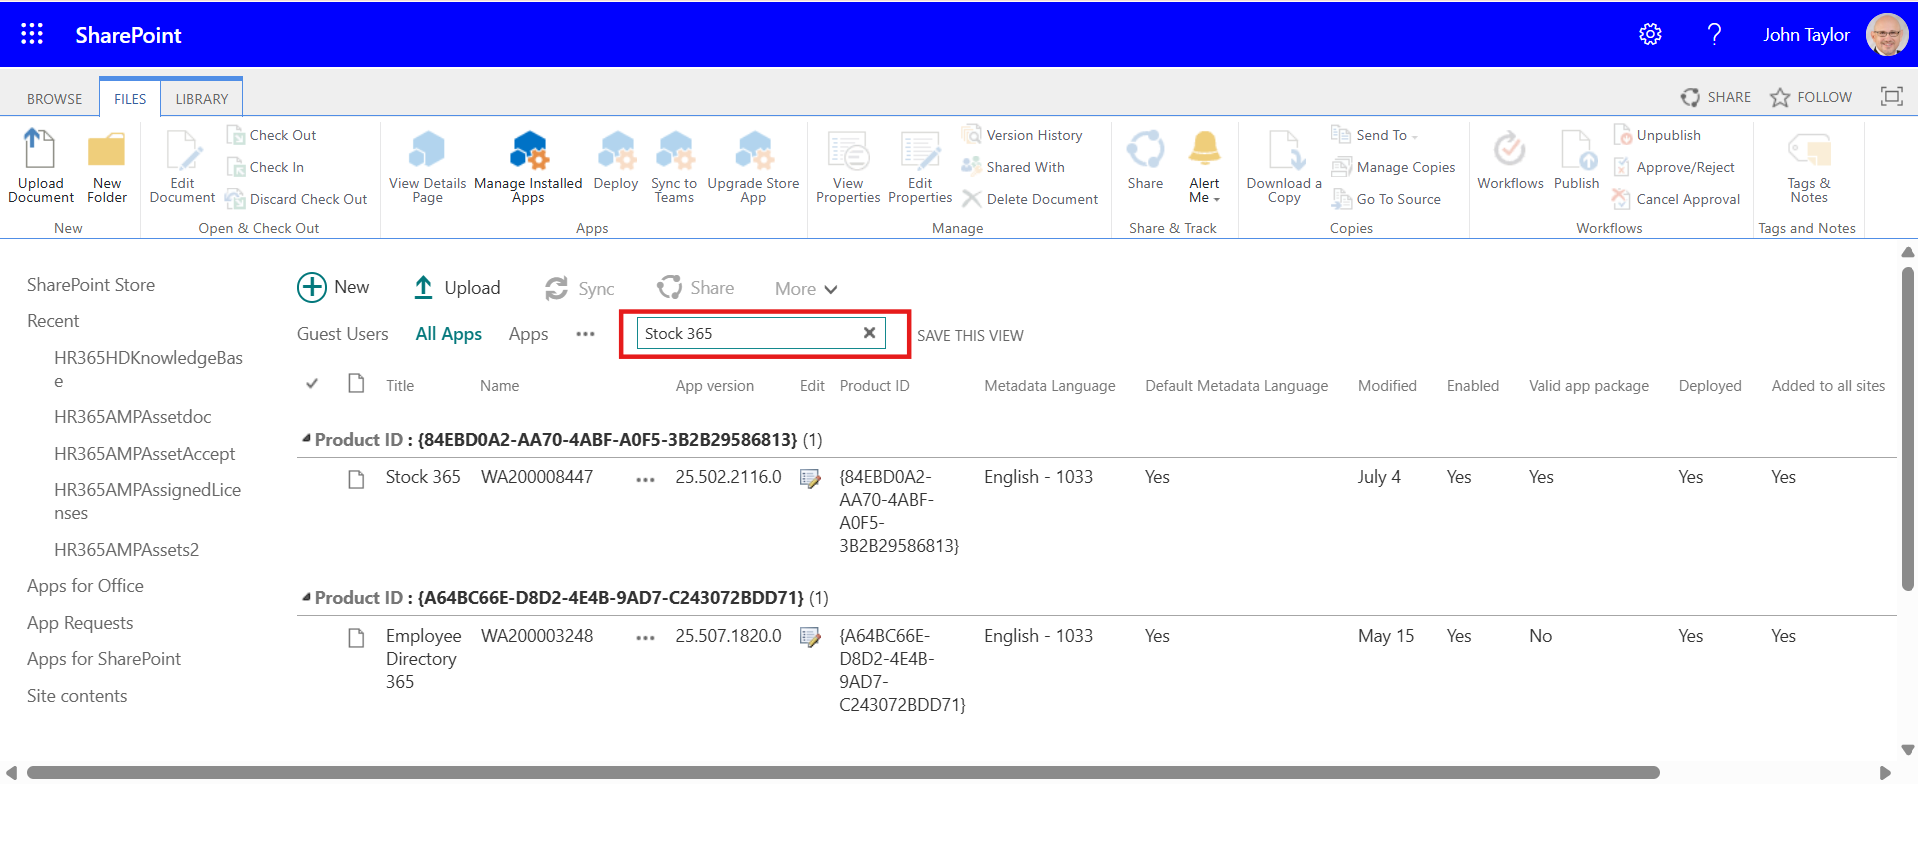 SharePoint
John Taylor
BROWSE
FILES
LIBRARY
SHARE
FOLLOW
Upload
Document
New
Folder
New
Edit
Document
Check Out
Check In
Discard Check Out
Open & Check Out
View Details
Page
Manage Installed
Apps
Deploy
Sync to
Teams
Upgrade Store
App
Apps
View
Properties
Edit
Properties
Version History
Shared With
Delete Document
Manage
Share
Alert
Me
Share & Track
Download a
Copy
Send To
Manage Copies
Go To Source
Copies
Workflows
Publish
Unpublish
Approve/Reject
Cancel Approval
Workflows
Tags &
Notes
Tags and Notes
SharePoint Store
Recent
HR365HDKnowledgeBas
e
HR365AMPAssetdoc
HR365AMPAssetAccept
HR365AMPAssignedLice
nses
HR365AMPAssets2
Apps for Office
App Requests
Apps for SharePoint
Site contents
New
Upload
Sync
Share
More
Guest Users
All Apps
Apps
Stock 365
SAVE THIS VIEW
Title
Name
App version
Edit
Product ID
Metadata Language
Default Metadata Language
Modified
Enabled
Valid app package
Deployed
Added to all sites
Product ID : {84EBD0A2-AA70-4ABF-A0F5-3B2B29586813} (1)
Stock 365
WA200008447
25.502.2116.0
{84EBD0A2-
AA70-4ABF-
A0F5-
3B2B29586813}
English - 1033
Yes
July 4
Yes
Yes
Yes
Yes
Product ID : {A64BC66E-D8D2-4E4B-9AD7-C243072BDD71} (1)
Employee
Directory
365
WA200003248
25.507.1820.0
{A64BC66E-
D8D2-4E4B-
9AD7-
C243072BDD71}
English - 1033
Yes
May 15
Yes
No
Yes
Yes